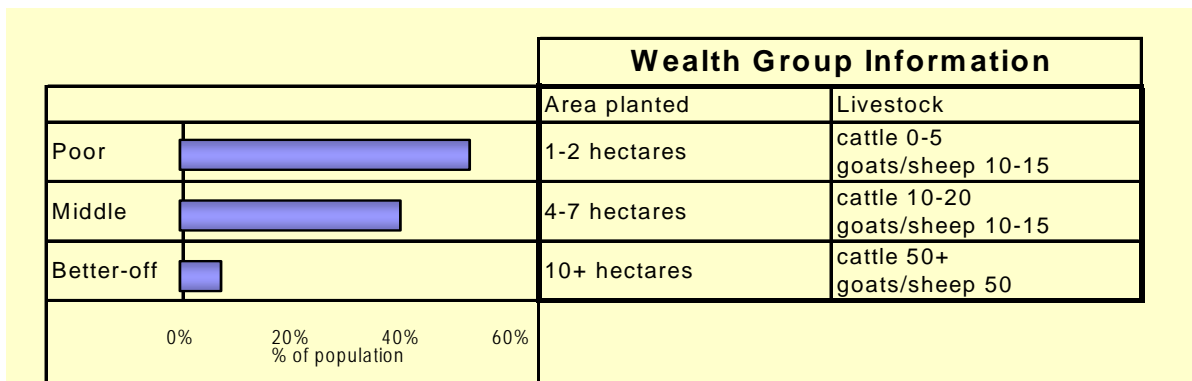 Wealth Group Information
Area planted Livestock
Poor 1-2 hectares cattle 0-5
goats/sheep 10-15
Middle 4-7 hectares cattle 10-20
goats/sheep 10-15
Better-off 10+ hectares cattle 50+
goats/sheep 50
0% 20% 40% 60%
% of population